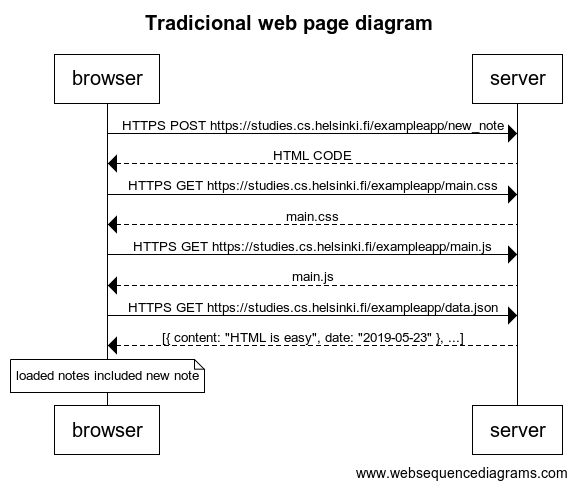 Tradicional web page diagram
browser server
HTTPS POST https://studies.cs.helsinki.fi/exampleapp/new_note
HTML CODE
HTTPS GET https://studies.cs.helsinki.fi/exampleapp/main.css
main.css
HTTPS GET https://studies.cs.helsinki.fi/exampleapp/main.js
main.js
HTTPS GET https://studies.cs.helsinki.fi/exampleapp/data.json
[{ content: "HTML is easy", date: "2019-05-23" }, ...]
loaded notes included new note
browser server
www.websequencediagrams.com